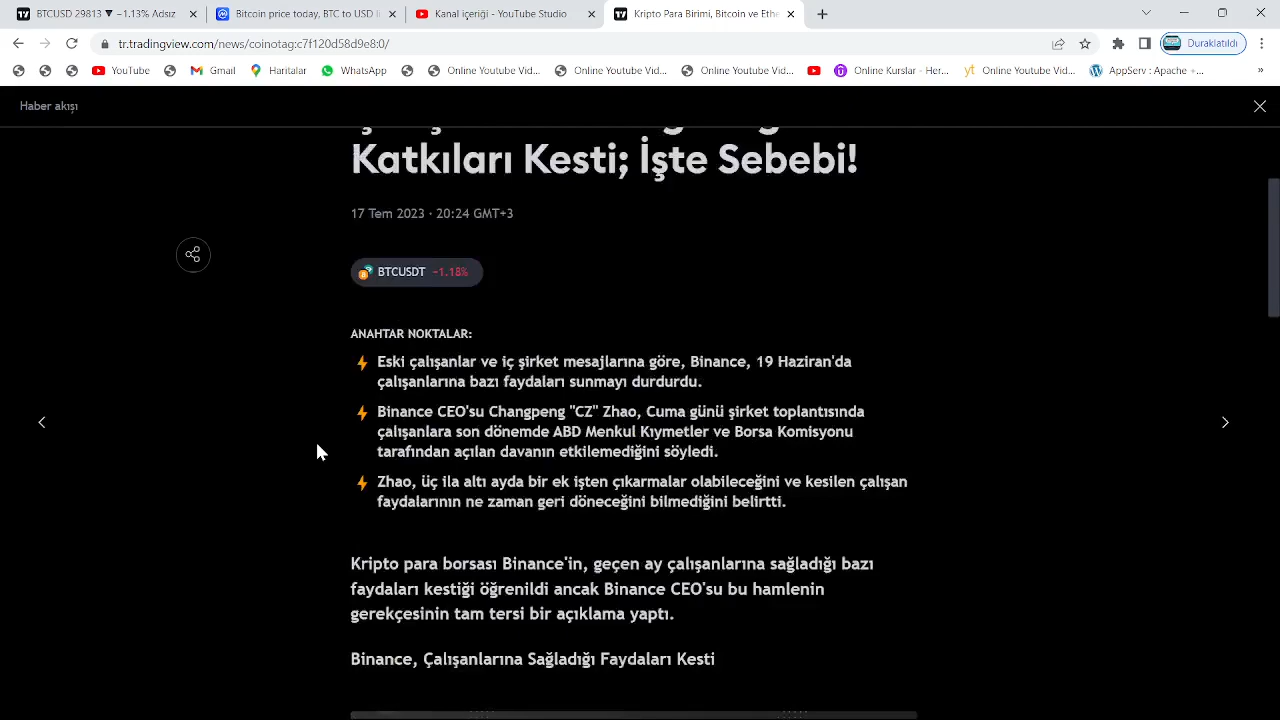 BTCUSD 29813 ▼ −1.13% Adsız
Bitcoin price today, BTC to USD li
Kanal içeriği - YouTube Studio
Kripto Para Birimi, Bitcoin ve Ethe
tr.tradingview.com/news/coinotag:c7f120d58d9e8:0/
Duraklatıldı
YouTube
Gmail
Haritalar
WhatsApp
Online Youtube Vid...
Online Youtube Vid...
Online Youtube Vid...
Online Kurslar - Her...
Online Youtube Vid...
AppServ : Apache +...
»
Haber akışı
Katkıları Kesti; İşte Sebebi!
17 Tem 2023 · 20:24 GMT+3
BTCUSDT −1.18%
ANAHTAR NOKTALAR:
Eski çalışanlar ve iç şirket mesajlarına göre, Binance, 19 Haziran'da
çalışanlarına bazı faydaları sunmayı durdurdu.
Binance CEO'su Changpeng "CZ" Zhao, Cuma günü şirket toplantısında
çalışanlara son dönemde ABD Menkul Kıymetler ve Borsa Komisyonu
tarafından açılan davanın etkilemediğini söyledi.
Zhao, üç ila altı ayda bir ek işten çıkarmalar olabileceğini ve kesilen çalışan
faydalarının ne zaman geri döneceğini bilmediğini belirtti.
Kripto para borsası Binance'in, geçen ay çalışanlarına sağladığı bazı
faydaları kestiği öğrenildi ancak Binance CEO'su bu hamlenin
gerekçesinin tam tersi bir açıklama yaptı.
Binance, Çalışanlarına Sağladığı Faydaları Kesti